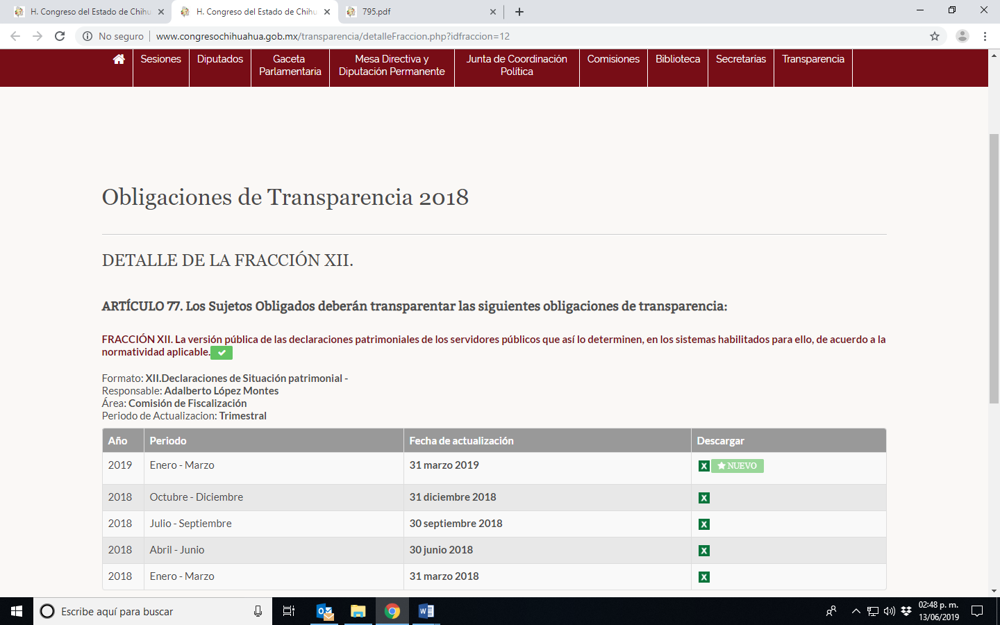 H. Congreso del Estado de Chihu
H. Congreso del Estado de Chihu
795.pdf
No seguro
www.congresochihuahua.gob.mx/transparencia/detalleFraccion.php?idfraccion=12
Sesiones
Diputados
Gaceta
Parlamentaria
Mesa Directiva y
Diputación Permanente
Junta de Coordinación
Política
Comisiones
Biblioteca
Secretarías
Transparencia
Obligaciones de Transparencia 2018
DETALLE DE LA FRACCIÓN XII.
ARTÍCULO 77. Los Sujetos Obligados deberán transparentar las siguientes obligaciones de transparencia:
FRACCIÓN XII. La versión pública de las declaraciones patrimoniales de los servidores públicos que así lo determinen, en los sistemas habilitados para ello, de acuerdo a la
normatividad aplicable.
Formato: XII.Declaraciones de Situación patrimonial -
Responsable: Adalberto López Montes
Área: Comisión de Fiscalización
Periodo de Actualizacion: Trimestral
Año Periodo Fecha de actualización Descargar
2019 Enero - Marzo 31 marzo 2019 X NUEVO
2018 Octubre - Diciembre 31 diciembre 2018 X
2018 Julio - Septiembre 30 septiembre 2018 X
2018 Abril - Junio 30 junio 2018 X
2018 Enero - Marzo 31 marzo 2018 X
Escribe aquí para buscar
02:48 p. m.
13/06/2019